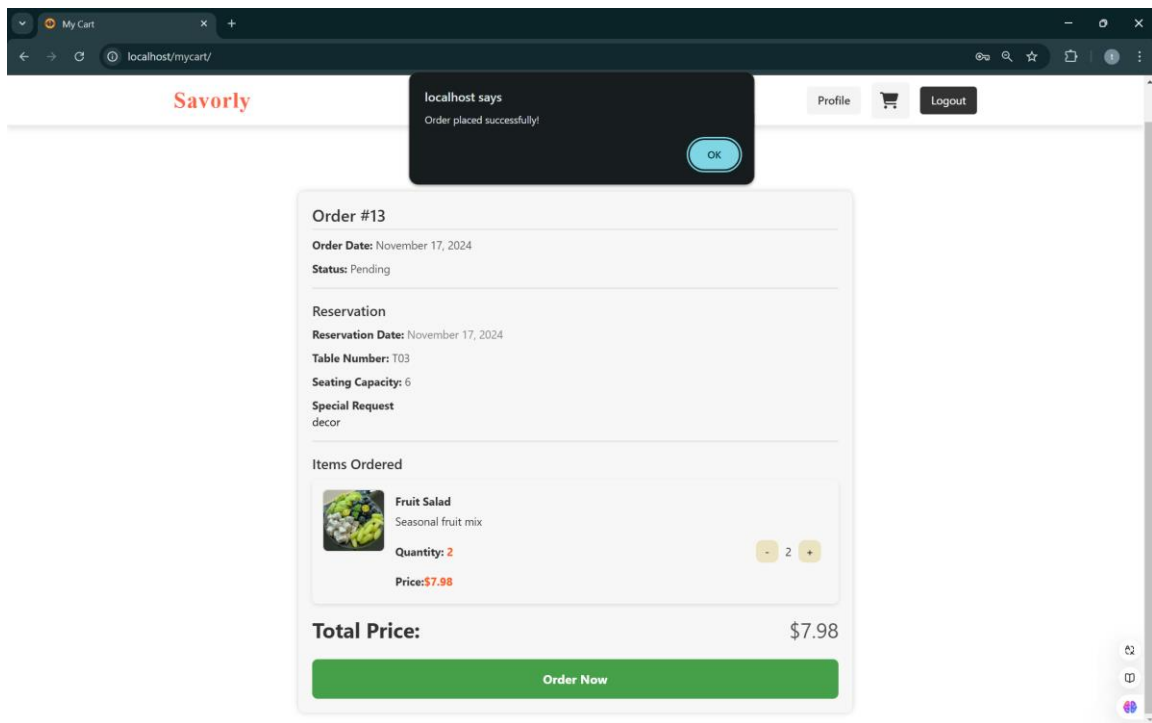 My Cart
localhost/mycart/
Savorly
localhost says
Order placed successfully!
OK
Profile
Logout
Order #13
Order Date: November 17, 2024
Status: Pending
Reservation
Reservation Date: November 17, 2024
Table Number: T03
Seating Capacity: 6
Special Request
decor
Items Ordered
Fruit Salad
Seasonal fruit mix
Quantity: 2
- 2 +
Price:$7.98
Total Price: $7.98
Order Now